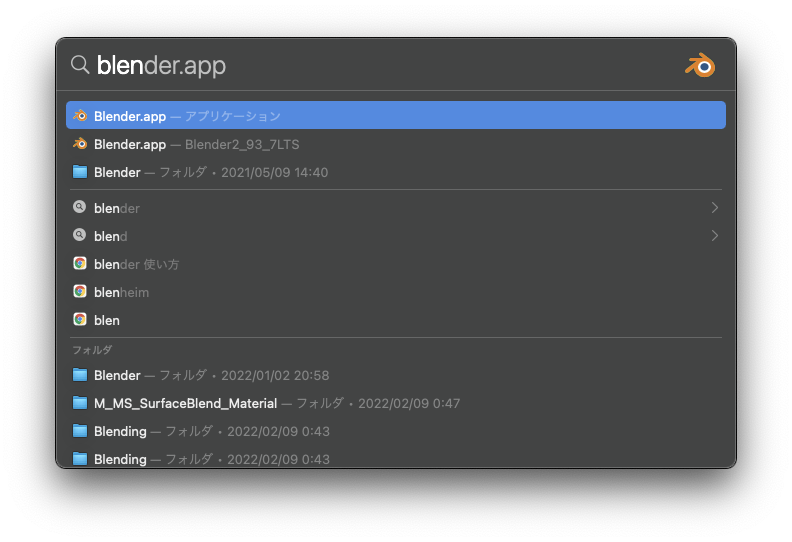 blender.app
Blender.app — アプリケーション
Blender.app — Blender2_93_7LTS
Blender — フォルダ • 2021/05/09 14:40
blender
blend
blender 使い方
blenheim
blen
フォルダ
Blender — フォルダ • 2022/01/02 20:58
M_MS_SurfaceBlend_Material — フォルダ • 2022/02/09 0:47
Blending — フォルダ • 2022/02/09 0:43
Blending — フォルダ • 2022/02/09 0:43